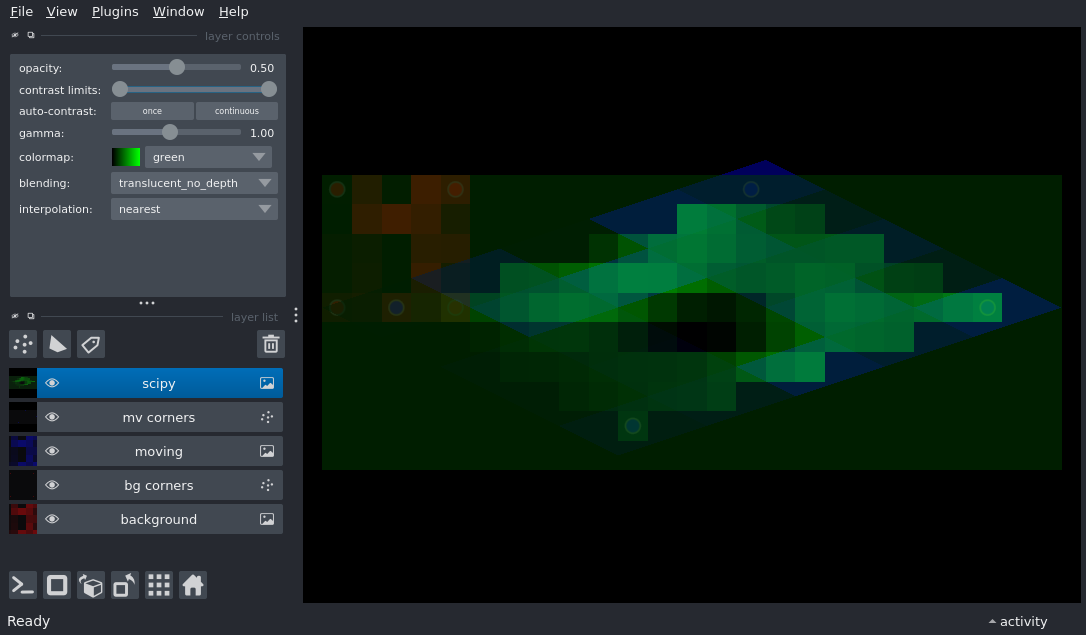 File View Plugins Window Help
layer controls
opacity: 0.50
contrast limits:
auto-contrast: once continuous
gamma: 1.00
colormap: green
blending: translucent_no_depth
interpolation: nearest
layer list
scipy
mv corners
moving
bg corners
background
Ready activity